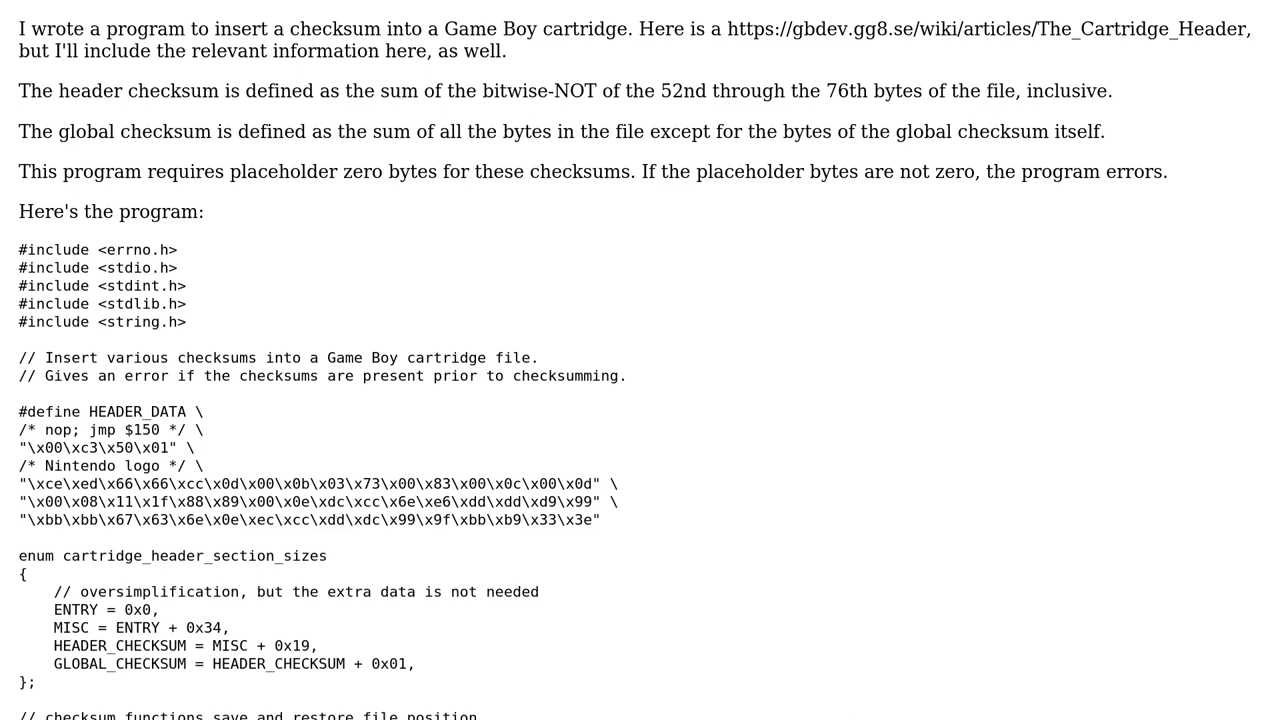 I wrote a program to insert a checksum into a Game Boy cartridge. Here is a https://gbdev.gg8.se/wiki/articles/The_Cartridge_Header,
but I'll include the relevant information here, as well.
The header checksum is defined as the sum of the bitwise-NOT of the 52nd through the 76th bytes of the file, inclusive.
The global checksum is defined as the sum of all the bytes in the file except for the bytes of the global checksum itself.
This program requires placeholder zero bytes for these checksums. If the placeholder bytes are not zero, the program errors.
Here's the program:
#include <errno.h>
#include <stdio.h>
#include <stdint.h>
#include <stdlib.h>
#include <string.h>
// Insert various checksums into a Game Boy cartridge file.
// Gives an error if the checksums are present prior to checksumming.
#define HEADER_DATA \
/* nop; jmp $150 */ \
"\x00\xc3\x50\x01" \
/* Nintendo logo */ \
"\xce\xed\x66\x66\xcc\x0d\x00\x0b\x03\x73\x00\x83\x00\x0c\x00\x0d" \
"\x00\x08\x11\x1f\x88\x89\x00\x0e\xdc\xcc\x6e\xe6\xdd\xdd\xd9\x99" \
"\xbb\xbb\x67\x63\x6e\x0e\xec\xcc\xdd\xdc\x99\x9f\xbb\xb9\x33\x3e"
enum cartridge_header_section_sizes
{
    // oversimplification, but the extra data is not needed
    ENTRY = 0x0,
    MISC = ENTRY + 0x34,
    HEADER_CHECKSUM = MISC + 0x19,
    GLOBAL_CHECKSUM = HEADER_CHECKSUM + 0x01,
};
// checksum functions save and restore file position